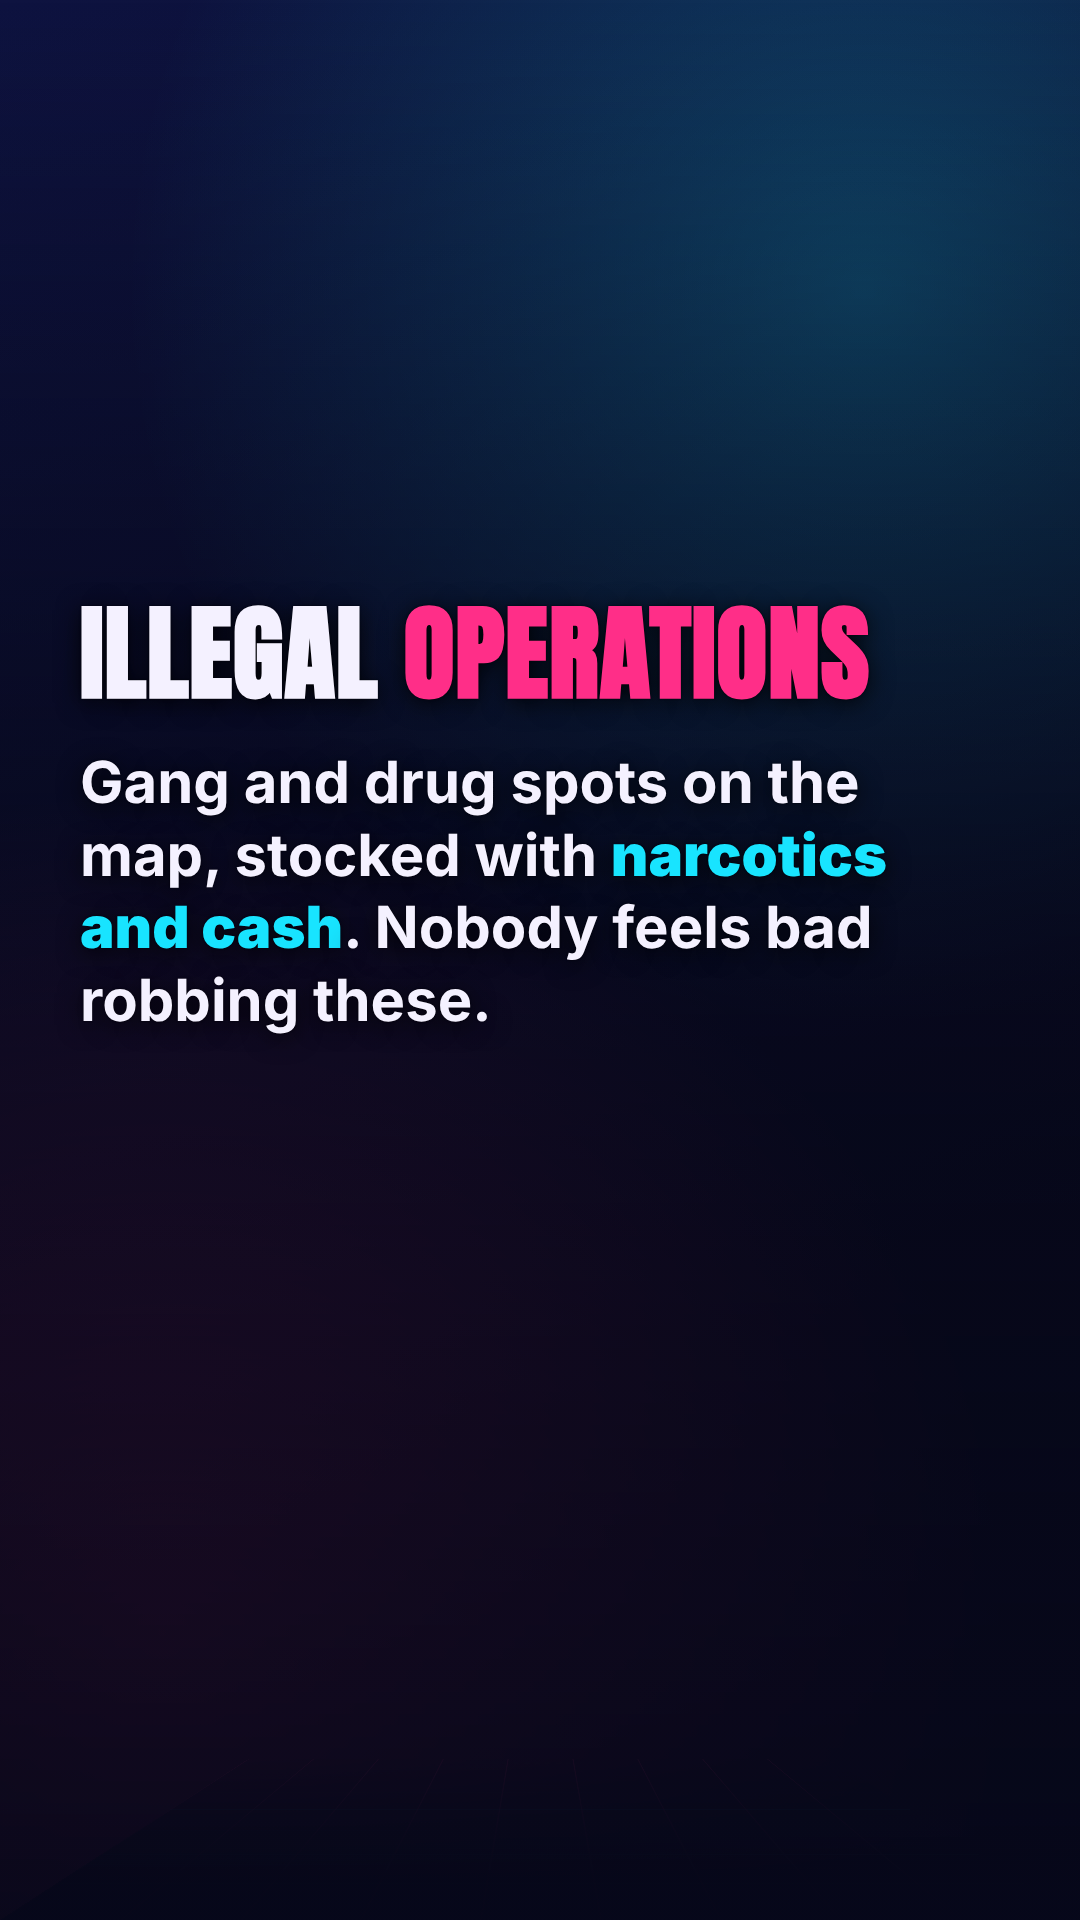 ILLEGAL OPERATIONS
Gang and drug spots on the
map, stocked with narcotics
and cash. Nobody feels bad
robbing these.